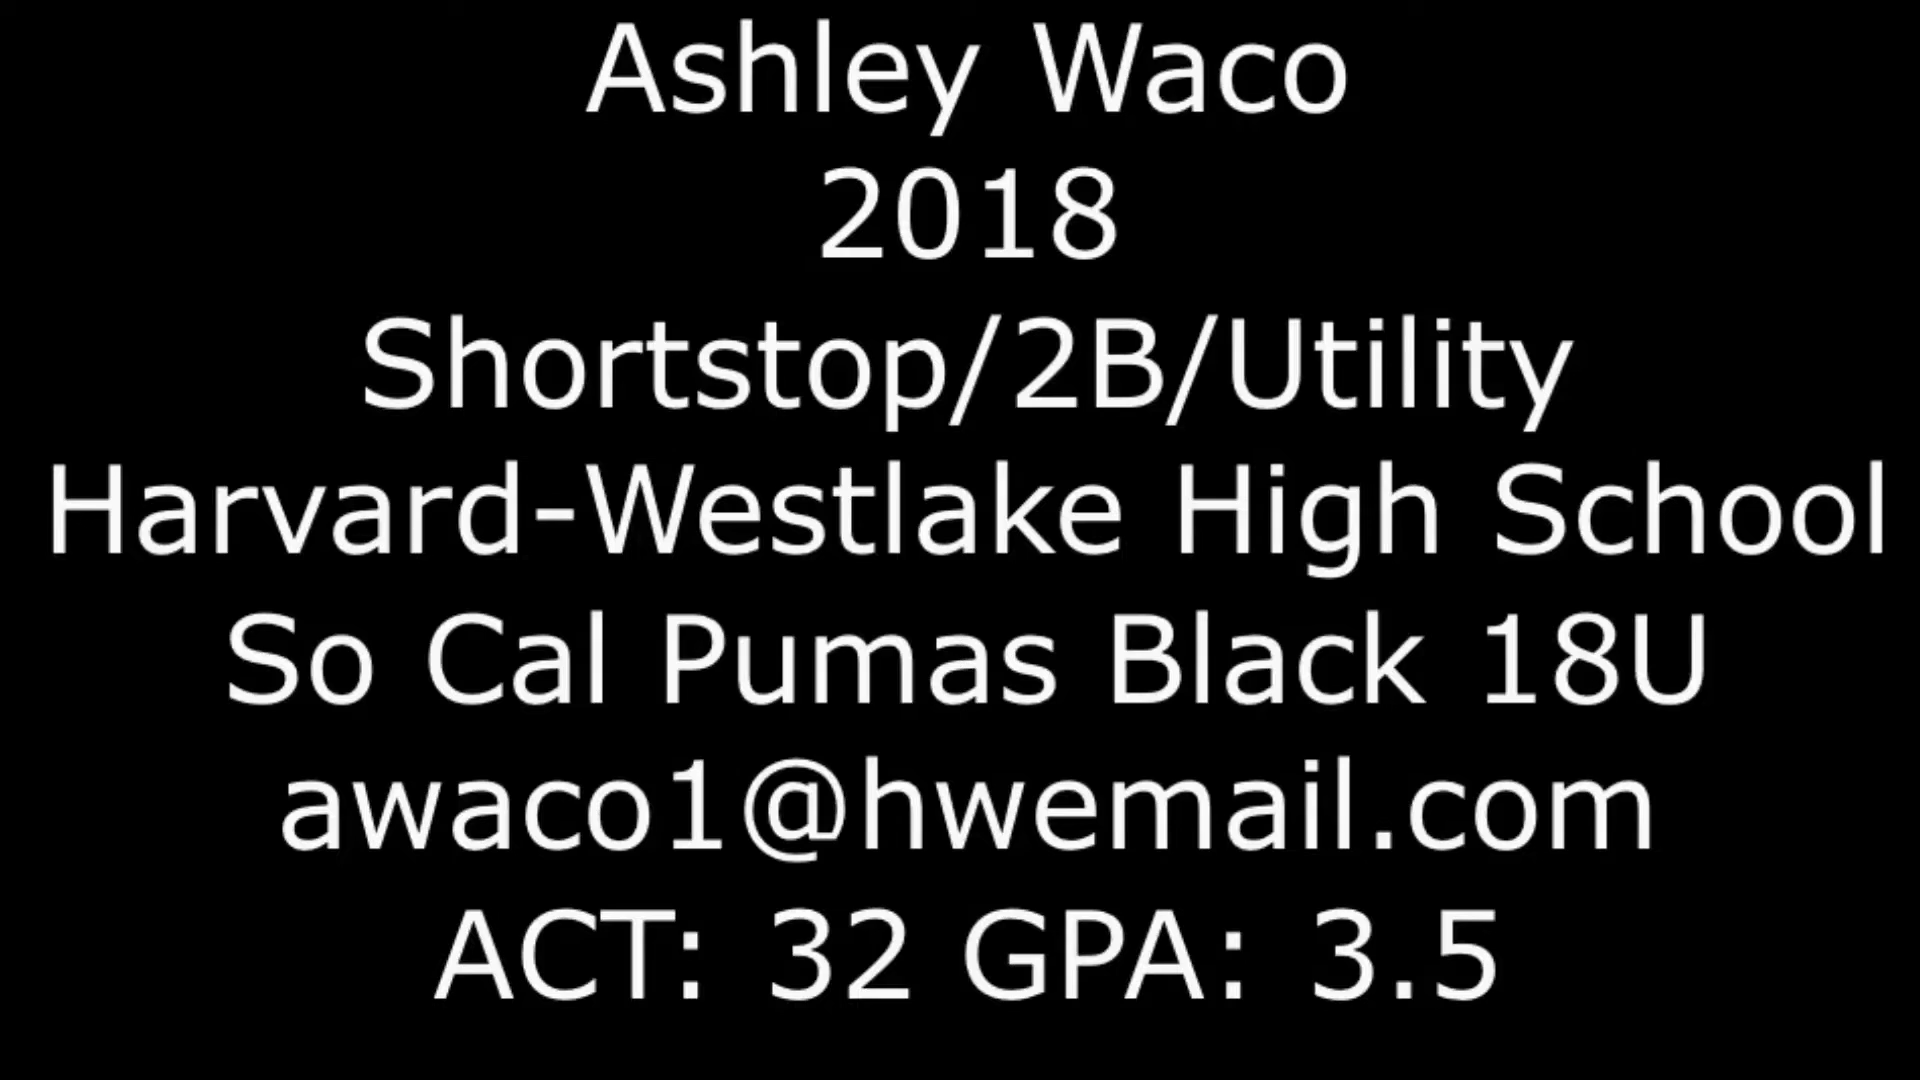 Ashley Waco
2018
Shortstop/2B/Utility
Harvard-Westlake High School
So Cal Pumas Black 18U
awaco1@hwemail.com
ACT: 32 GPA: 3.5